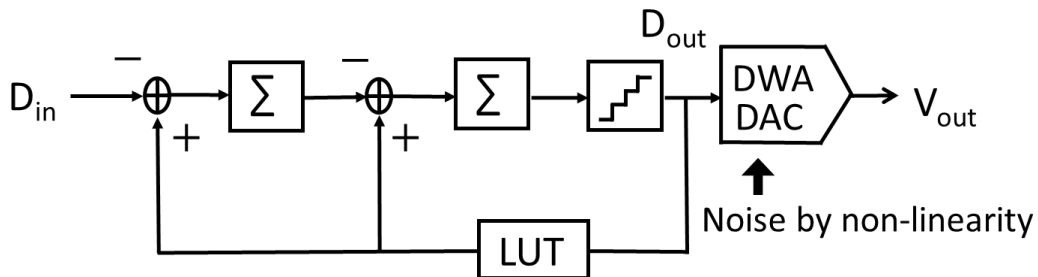 D_out
− −
D_in Σ Σ DWA
DAC V_out
+ +
Noise by non-linearity
LUT